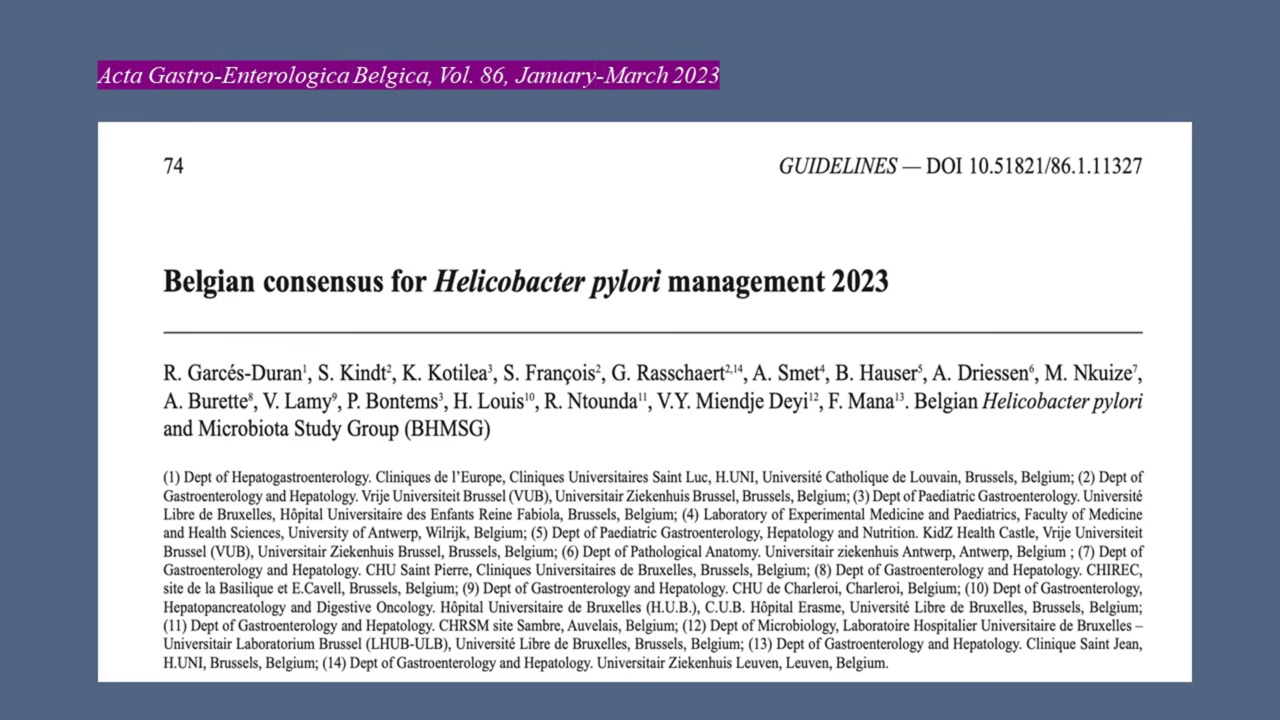 Acta Gastro-Enterologica Belgica, Vol. 86, January-March 2023
74
GUIDELINES — DOI 10.51821/86.1.11327
Belgian consensus for Helicobacter pylori management 2023
R. Garcés-Duran¹, S. Kindt², K. Kotilea³, S. François², G. Rasschaert²,¹⁴, A. Smet⁴, B. Hauser⁵, A. Driessen⁶, M. Nkuize⁷,
A. Burette⁸, V. Lamy⁹, P. Bontems³, H. Louis¹⁰, R. Ntounda¹¹, V.Y. Miendje Deyi¹², F. Mana¹³. Belgian Helicobacter pylori
and Microbiota Study Group (BHMSG)
(1) Dept of Hepatogastroenterology. Cliniques de l’Europe, Cliniques Universitaires Saint Luc, H.UNI, Université Catholique de Louvain, Brussels, Belgium; (2) Dept of
Gastroenterology and Hepatology. Vrije Universiteit Brussel (VUB), Universitair Ziekenhuis Brussel, Brussels, Belgium; (3) Dept of Paediatric Gastroenterology. Université
Libre de Bruxelles, Hôpital Universitaire des Enfants Reine Fabiola, Brussels, Belgium; (4) Laboratory of Experimental Medicine and Paediatrics, Faculty of Medicine
and Health Sciences, University of Antwerp, Wilrijk, Belgium; (5) Dept of Paediatric Gastroenterology, Hepatology and Nutrition. KidZ Health Castle, Vrije Universiteit
Brussel (VUB), Universitair Ziekenhuis Brussel, Brussels, Belgium; (6) Dept of Pathological Anatomy. Universitair ziekenhuis Antwerp, Antwerp, Belgium ; (7) Dept of
Gastroenterology and Hepatology. CHU Saint Pierre, Cliniques Universitaires de Bruxelles, Brussels, Belgium; (8) Dept of Gastroenterology and Hepatology. CHIREC,
site de la Basilique et E.Cavell, Brussels, Belgium; (9) Dept of Gastroenterology and Hepatology. CHU de Charleroi, Charleroi, Belgium; (10) Dept of Gastroenterology,
Hepatopancreatology and Digestive Oncology. Hôpital Universitaire de Bruxelles (H.U.B.), C.U.B. Hôpital Erasme, Université Libre de Bruxelles, Brussels, Belgium;
(11) Dept of Gastroenterology and Hepatology. CHRSM site Sambre, Auvelais, Belgium; (12) Dept of Microbiology, Laboratoire Hospitalier Universitaire de Bruxelles –
Universitair Laboratorium Brussel (LHUB-ULB), Université Libre de Bruxelles, Brussels, Belgium; (13) Dept of Gastroenterology and Hepatology. Clinique Saint Jean,
H.UNI, Brussels, Belgium; (14) Dept of Gastroenterology and Hepatology. Universitair Ziekenhuis Leuven, Leuven, Belgium.